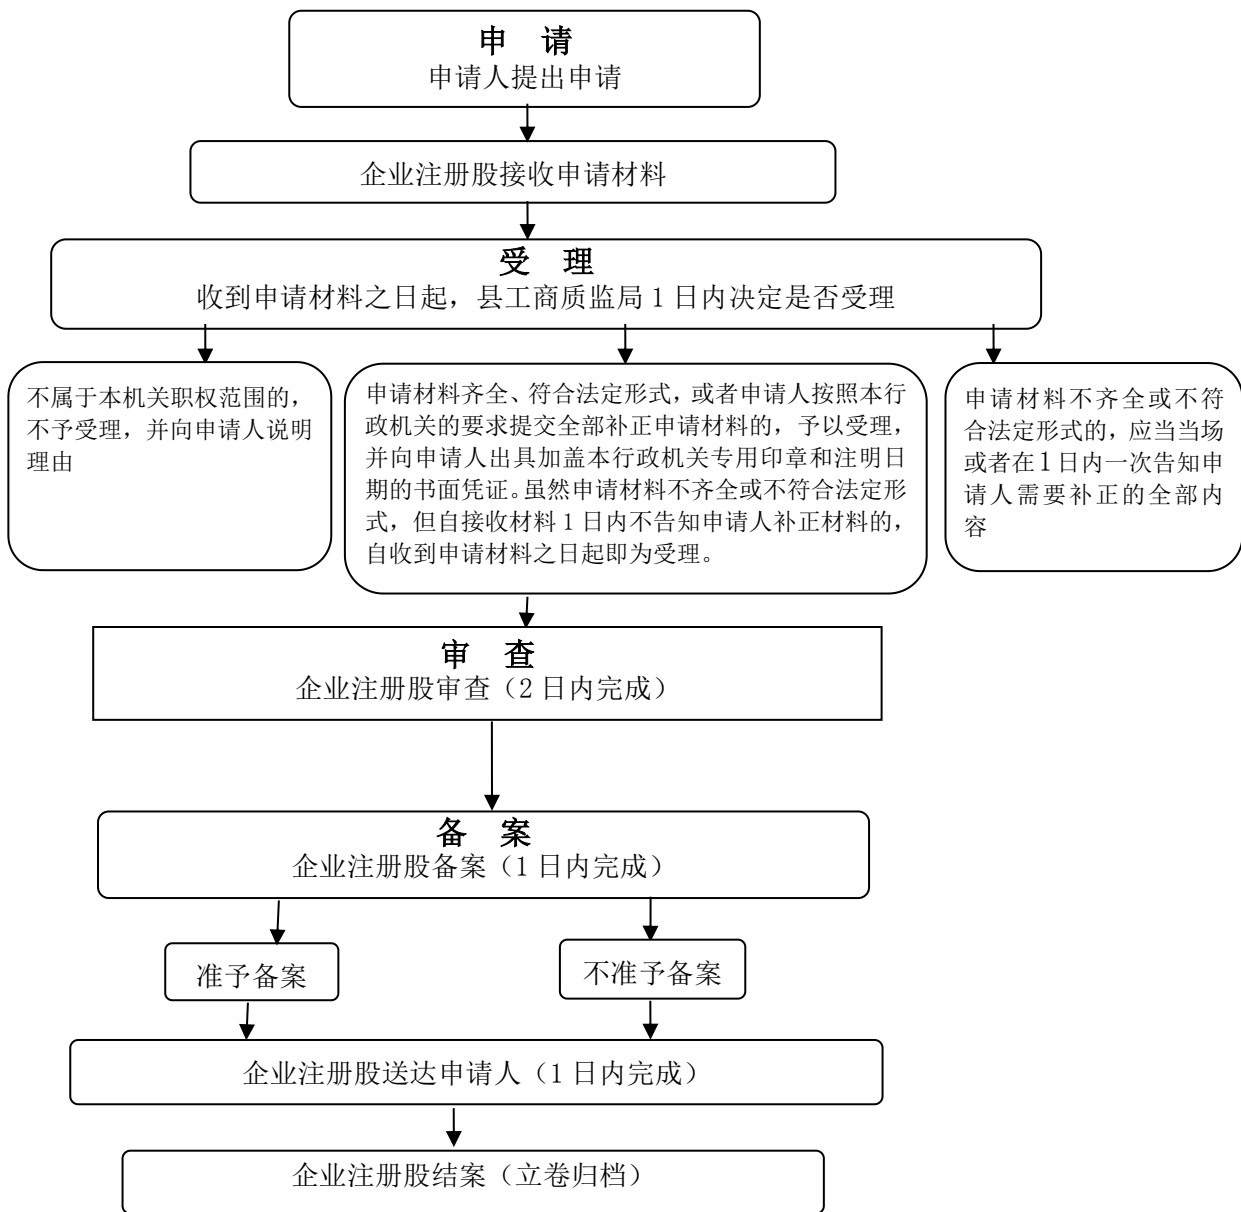 申 请
申请人提出申请
企业注册股接收申请材料
受 理
收到申请材料之日起，县工商质监局 1 日内决定是否受理
不属于本机关职权范围的，
不予受理，并向申请人说明
理由
申请材料齐全、符合法定形式，或者申请人按照本行
政机关的要求提交全部补正申请材料的，予以受理，
并向申请人出具加盖本行政机关专用印章和注明日
期的书面凭证。虽然申请材料不齐全或不符合法定形
式，但自接收材料 1 日内不告知申请人补正材料的，
自收到申请材料之日起即为受理。
申请材料不齐全或不符
合法定形式的，应当当场
或者在 1 日内一次告知申
请人需要补正的全部内
容
审 查
企业注册股审查（2 日内完成）
备 案
企业注册股备案（1 日内完成）
准予备案
不准予备案
企业注册股送达申请人（1 日内完成）
企业注册股结案（立卷归档）